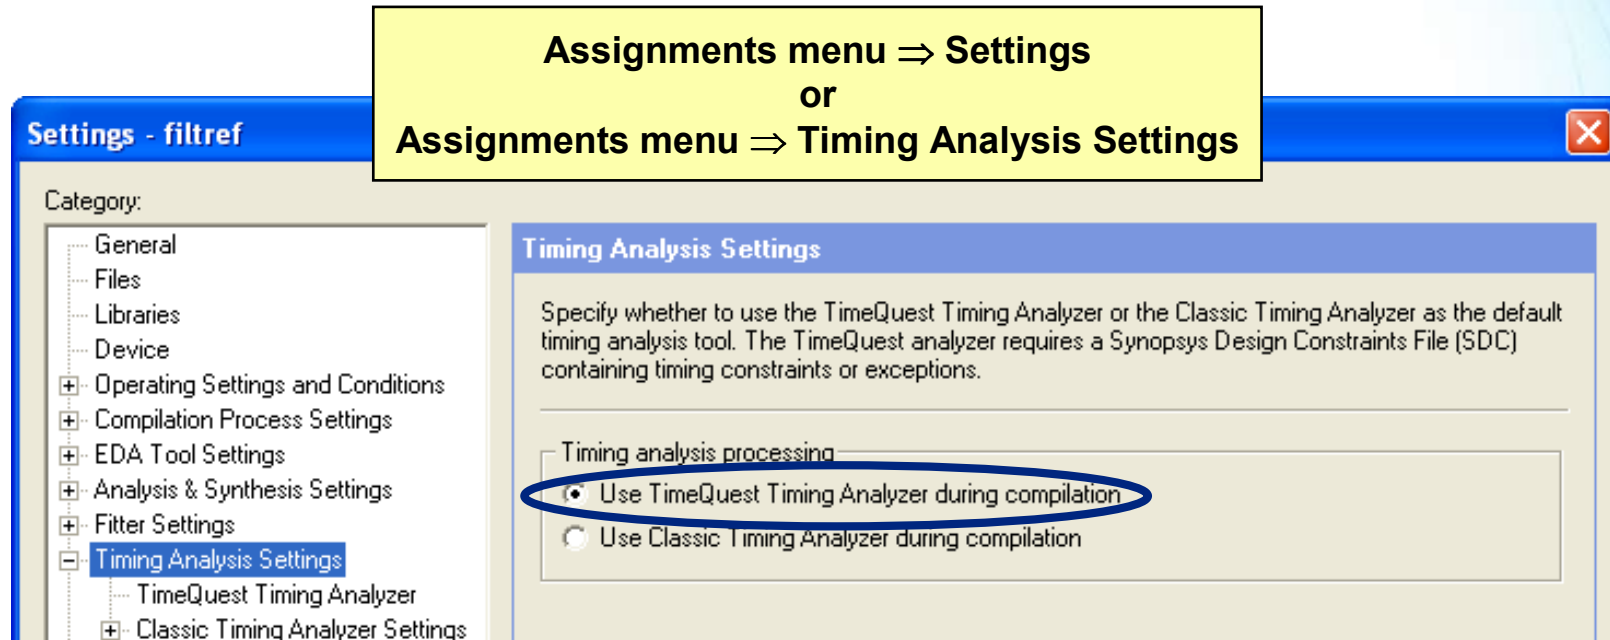 Assignments menu ⇒ Settings
or
Assignments menu ⇒ Timing Analysis Settings
Settings - filtref
Category:
General
Files
Libraries
Device
Operating Settings and Conditions
Compilation Process Settings
EDA Tool Settings
Analysis & Synthesis Settings
Fitter Settings
Timing Analysis Settings
TimeQuest Timing Analyzer
Classic Timing Analyzer Settings
Timing Analysis Settings
Specify whether to use the TimeQuest Timing Analyzer or the Classic Timing Analyzer as the default
timing analysis tool. The TimeQuest analyzer requires a Synopsys Design Constraints File (SDC)
containing timing constraints or exceptions.
Timing analysis processing
Use TimeQuest Timing Analyzer during compilation
Use Classic Timing Analyzer during compilation